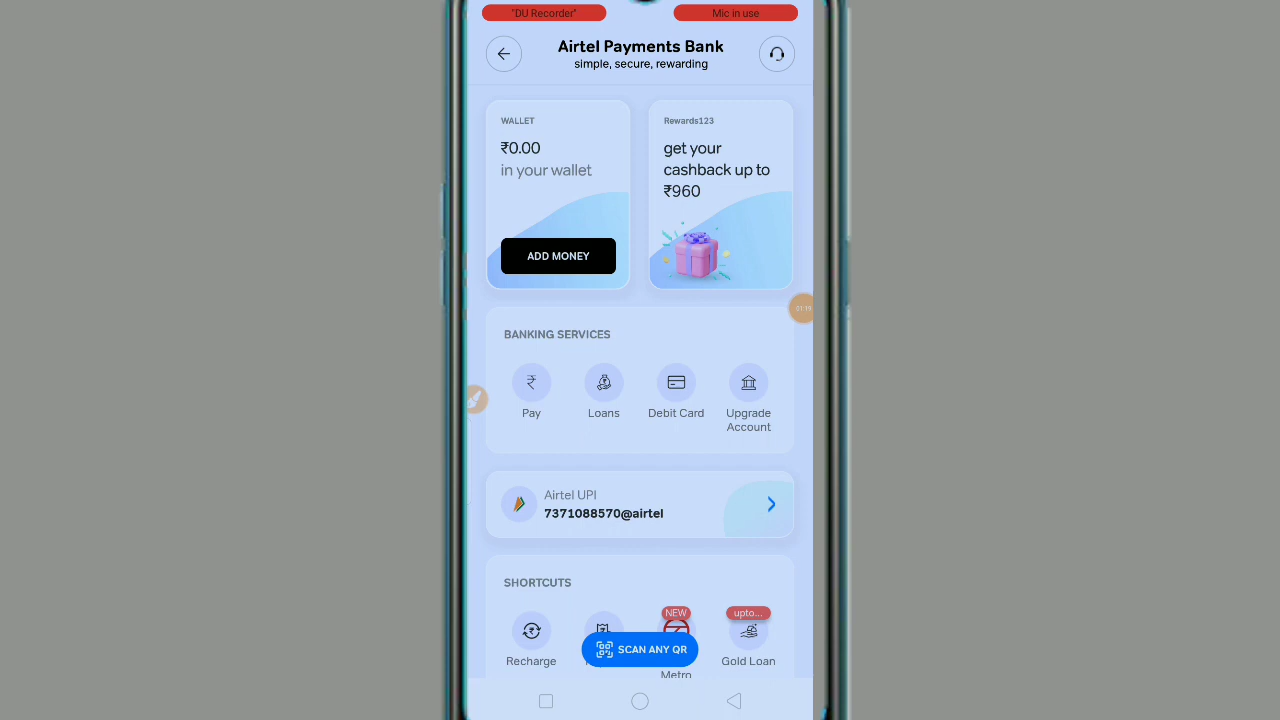 "DU Recorder"
Mic in use
Airtel Payments Bank
simple, secure, rewarding
WALLET
₹0.00
in your wallet
ADD MONEY
Rewards123
get your
cashback up to
₹960
01:19
BANKING SERVICES
Pay
Loans
Debit Card
Upgrade
Account
Airtel UPI
7371088570@airtel
SHORTCUTS
NEW
upto...
SCAN ANY QR
Recharge
Metro
Gold Loan